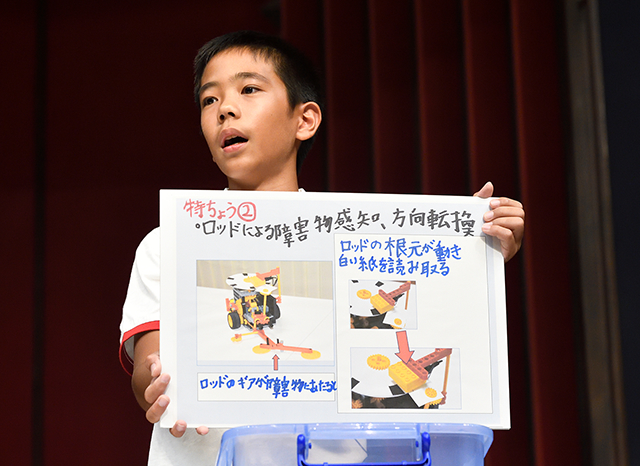 特ちょう②
°ロッドによる障害物感知、方向転換
ロッドの根元が動き
白い紙を読み取る
ロッドのギアが障害物にあたると